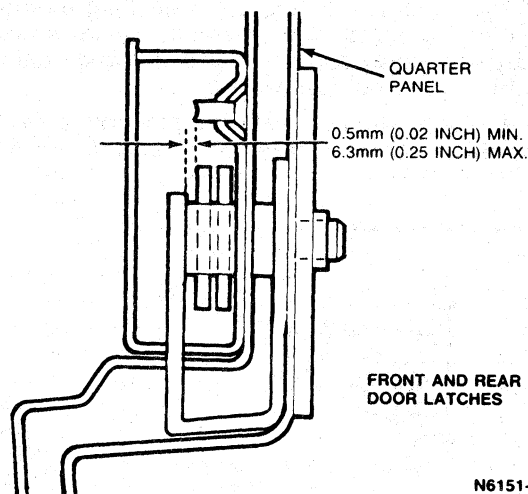 QUARTER
PANEL
0.5mm (0.02 INCH) MIN.
6.3mm (0.25 INCH) MAX.
FRONT AND REAR
DOOR LATCHES
N6151-